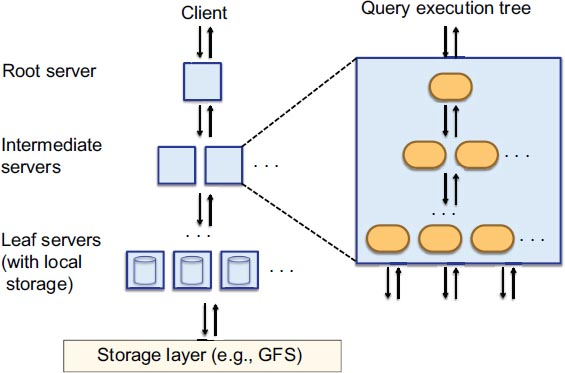 Client
Query execution tree
Root server
Intermediate
servers
. . .
. . .
. . .
. . .
Leaf servers
(with local
storage)
. . .
. . .
Storage layer (e.g., GFS)